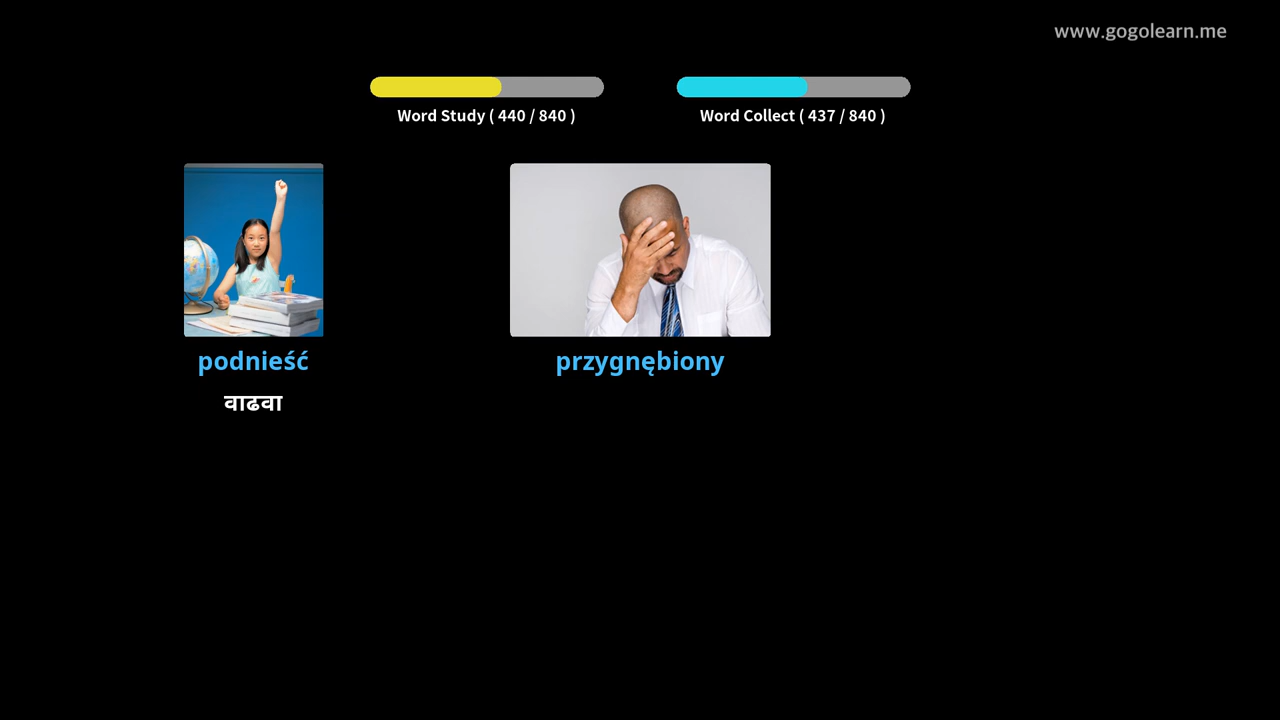 www.gogolearn.me
Word Study ( 440 / 840 )
Word Collect ( 437 / 840 )
podnieść
przygnębiony
वाढवा